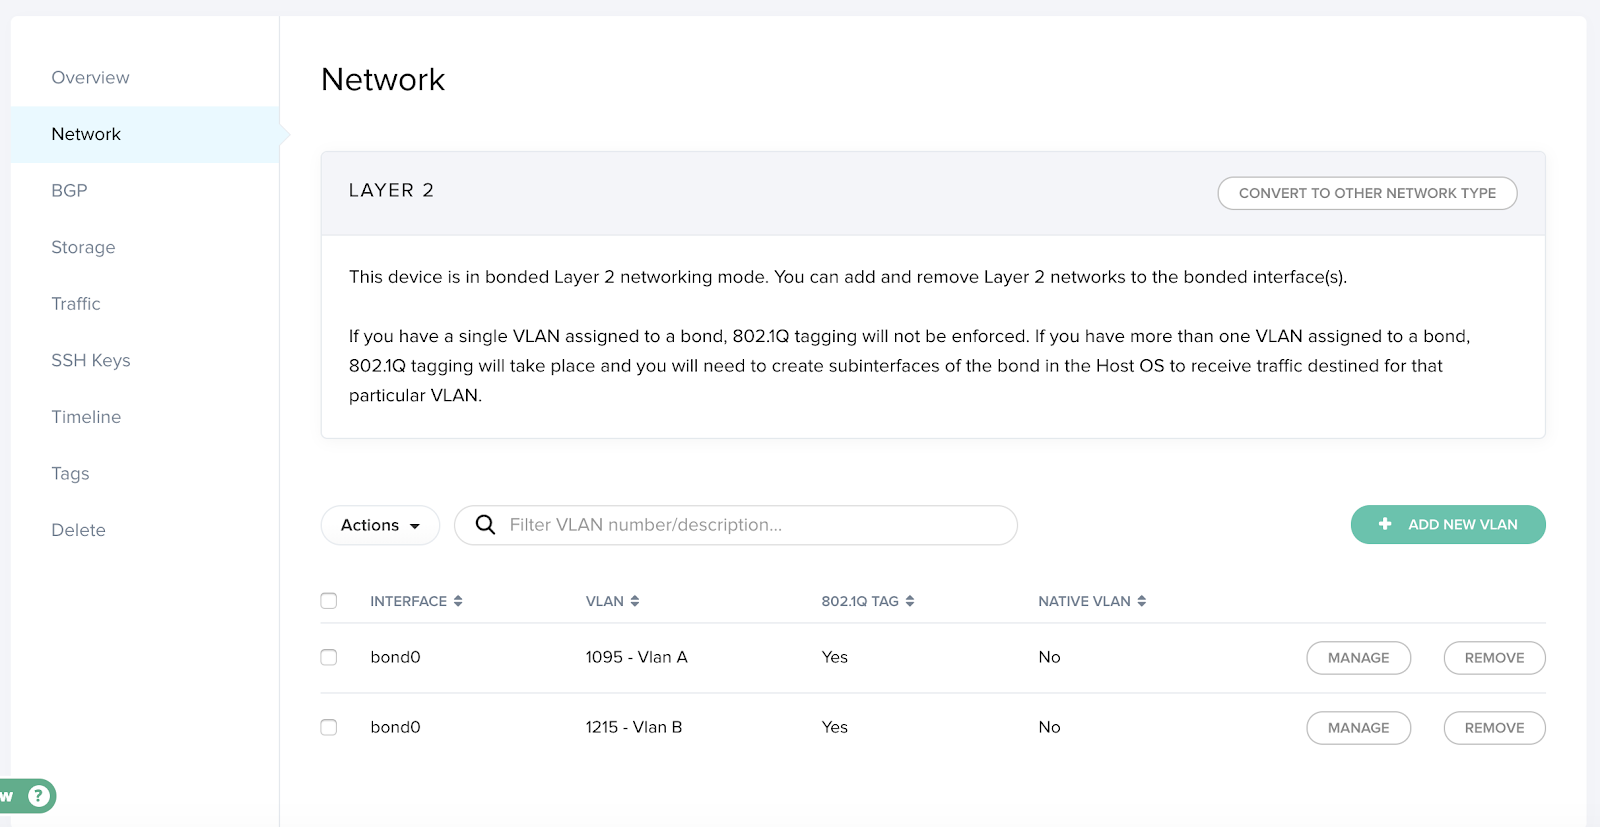 Overview
Network
BGP
Storage
Traffic
SSH Keys
Timeline
Tags
Delete
w ?
Network
LAYER 2
CONVERT TO OTHER NETWORK TYPE
This device is in bonded Layer 2 networking mode. You can add and remove Layer 2 networks to the bonded interface(s).
If you have a single VLAN assigned to a bond, 802.1Q tagging will not be enforced. If you have more than one VLAN assigned to a bond,
802.1Q tagging will take place and you will need to create subinterfaces of the bond in the Host OS to receive traffic destined for that
particular VLAN.
Actions
Filter VLAN number/description...
+ ADD NEW VLAN
INTERFACE VLAN 802.1Q TAG NATIVE VLAN
bond0 1095 - Vlan A Yes No MANAGE REMOVE
bond0 1215 - Vlan B Yes No MANAGE REMOVE